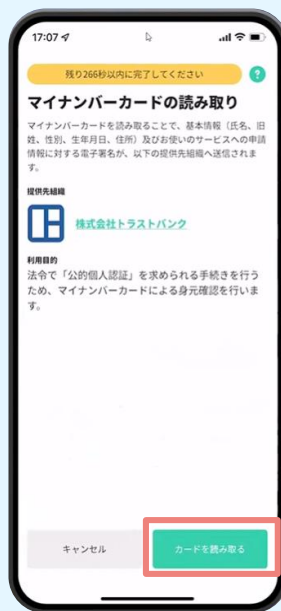 17:07
残り266秒以内に完了してください
?
マイナンバーカードの読み取り
マイナンバーカードを読み取ることで、基本情報（氏名、旧
姓、性別、生年月日、住所）及びお使いのサービスへの申請
情報に対する電子署名が、以下の提供先組織へ送信されま
す。
提供先組織
株式会社トラストバンク
利用目的
法令で「公的個人認証」を求められる手続きを行う
ため、マイナンバーカードによる身元確認を行いま
す。
キャンセル
カードを読み取る